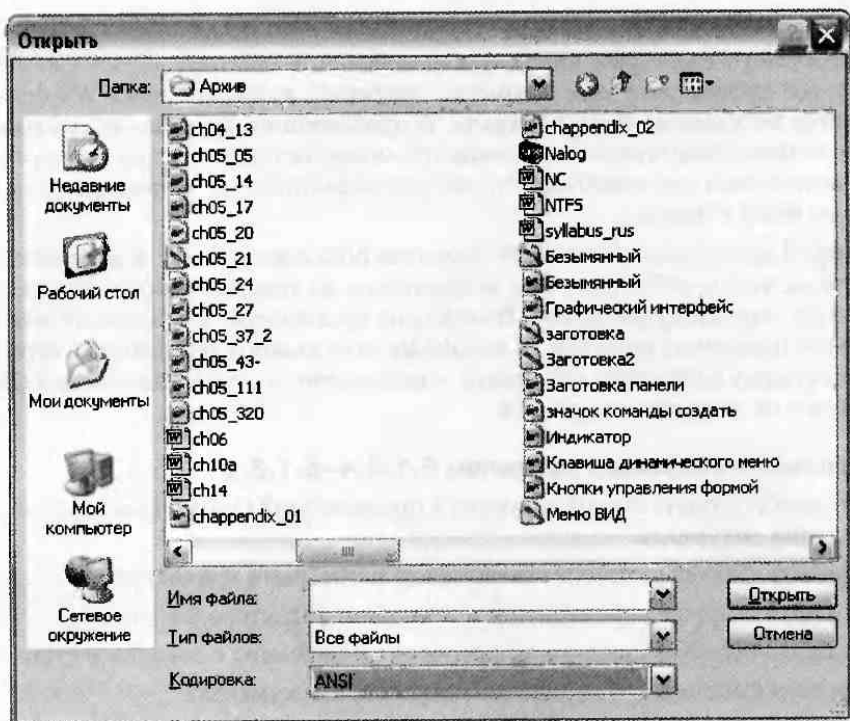 Открыть
Папка: Архив
Недавние документы
Рабочий стол
Мои документы
Мой компьютер
Сетевое окружение
ch04_13
ch05_05
ch05_14
ch05_17
ch05_20
ch05_21
ch05_24
ch05_27
ch05_37_2
ch05_43
ch05_111
ch05_320
ch06
ch10a
ch14
chappendix_01
chappendix_02
Nalog
NC
NTFS
syllabus_rus
Безымянный
Безымянный
Графический интерфейс
Заготовка
Заготовка2
Заготовка панели
значок команды создать
Индикатор
Клавиша динамического меню
Кнопки управления формой
Меню ВИД
Имя файла:
Открыть
Тип файлов: Все файлы
Отмена
Кодировка: ANSI